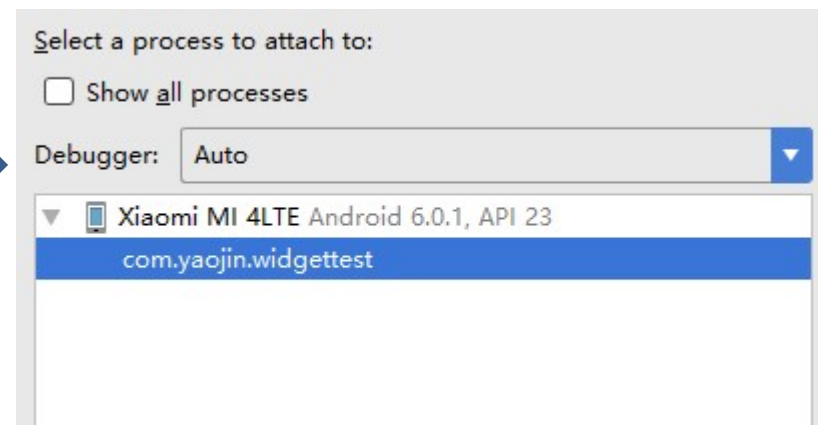 Select a process to attach to:
Show all processes
Debugger: Auto
Xiaomi MI 4LTE Android 6.0.1, API 23
com.yaojin.widgettest